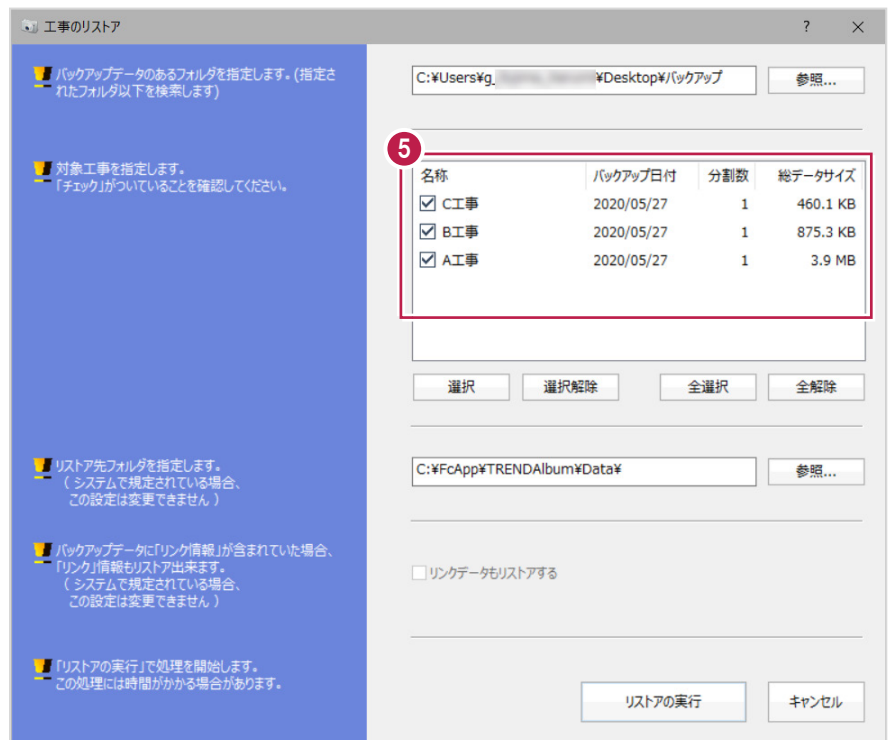 工事のリストア
? ×
バックアップデータのあるフォルダを指定します。(指定さ
れたフォルダ以下を検索します)
C:¥Users¥g_ ¥Desktop¥バックアップ
参照...
5
対象工事を指定します。
「チェック」がついていることを確認してください。
名称 バックアップ日付 分割数 総データサイズ
C工事 2020/05/27 1 460.1 KB
B工事 2020/05/27 1 875.3 KB
A工事 2020/05/27 1 3.9 MB
選択 選択解除 全選択 全解除
リストア先フォルダを指定します。
( システムで規定されている場合、
この設定は変更できません )
C:¥FcApp¥TRENDAlbum¥Data¥
参照...
バックアップデータに「リンク情報」が含まれていた場合、
「リンク」情報もリストア出来ます。
( システムで規定されている場合、
この設定は変更できません )
リンクデータもリストアする
「リストアの実行」で処理を開始します。
この処理には時間がかかる場合があります。
リストアの実行 キャンセル